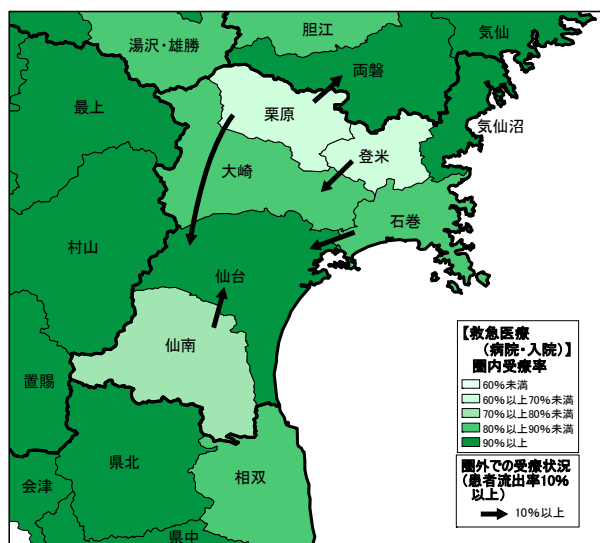 胆江
気仙
湯沢・雄勝
両磐
最上
栗原
気仙沼
登米
大崎
石巻
村山
仙台
仙南
置賜
県北
相双
会津
県中
【救急医療
（病院・入院）】
圏内受療率
60%未満
60%以上70%未満
70%以上80%未満
80%以上90%未満
90%以上
圏外での受療状況
（患者流出率10%
以上）
10%以上